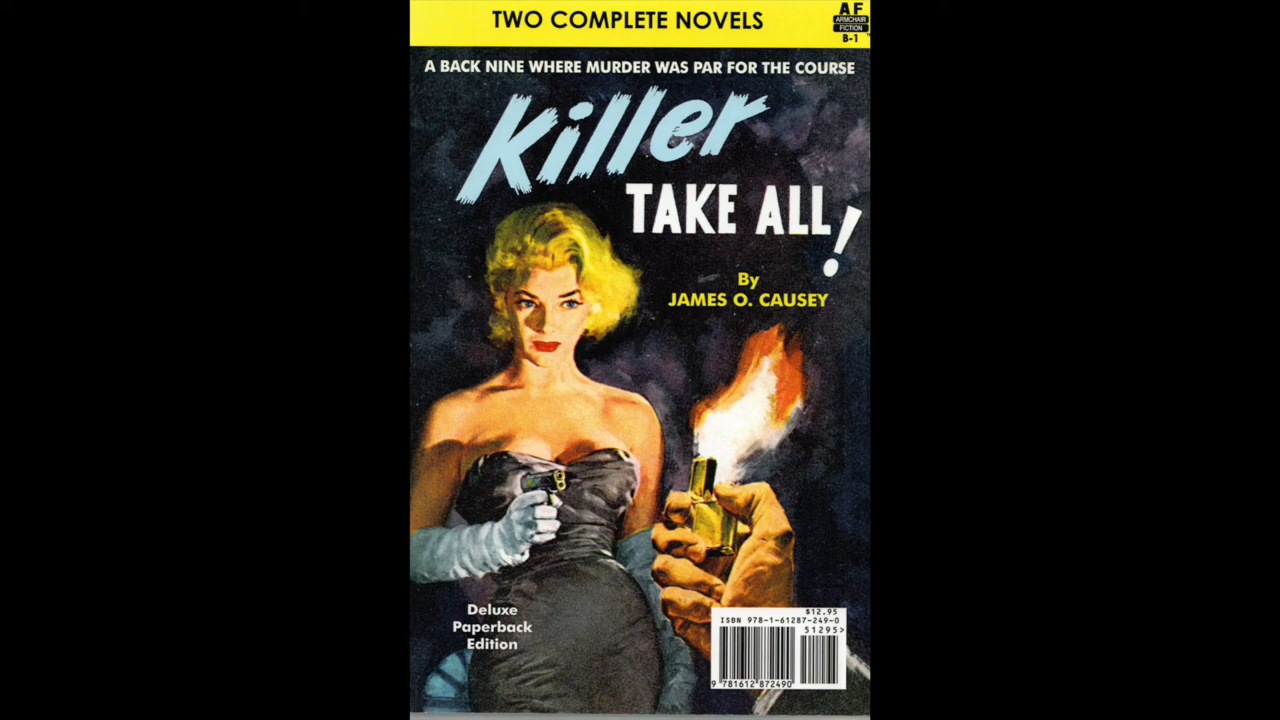 TWO COMPLETE NOVELS
AF
ARMCHAIR
FICTION
B-1
A BACK NINE WHERE MURDER WAS PAR FOR THE COURSE
Killer
TAKE ALL!
By
JAMES O. CAUSEY
Deluxe
Paperback
Edition
$12.95
ISBN 978-1-61287-249-0
51295>
9 781612 872490